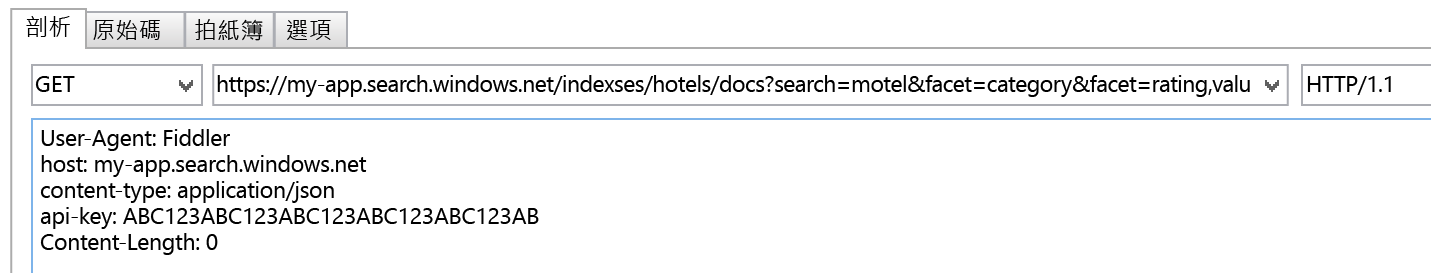 剖析 原始碼 拍紙簿 選項
GET https://my-app.search.windows.net/indexses/hotels/docs?search=motel&facet=category&facet=rating,valu HTTP/1.1
User-Agent: Fiddler
host: my-app.search.windows.net
content-type: application/json
api-key: ABC123ABC123ABC123ABC123ABC123AB
Content-Length: 0